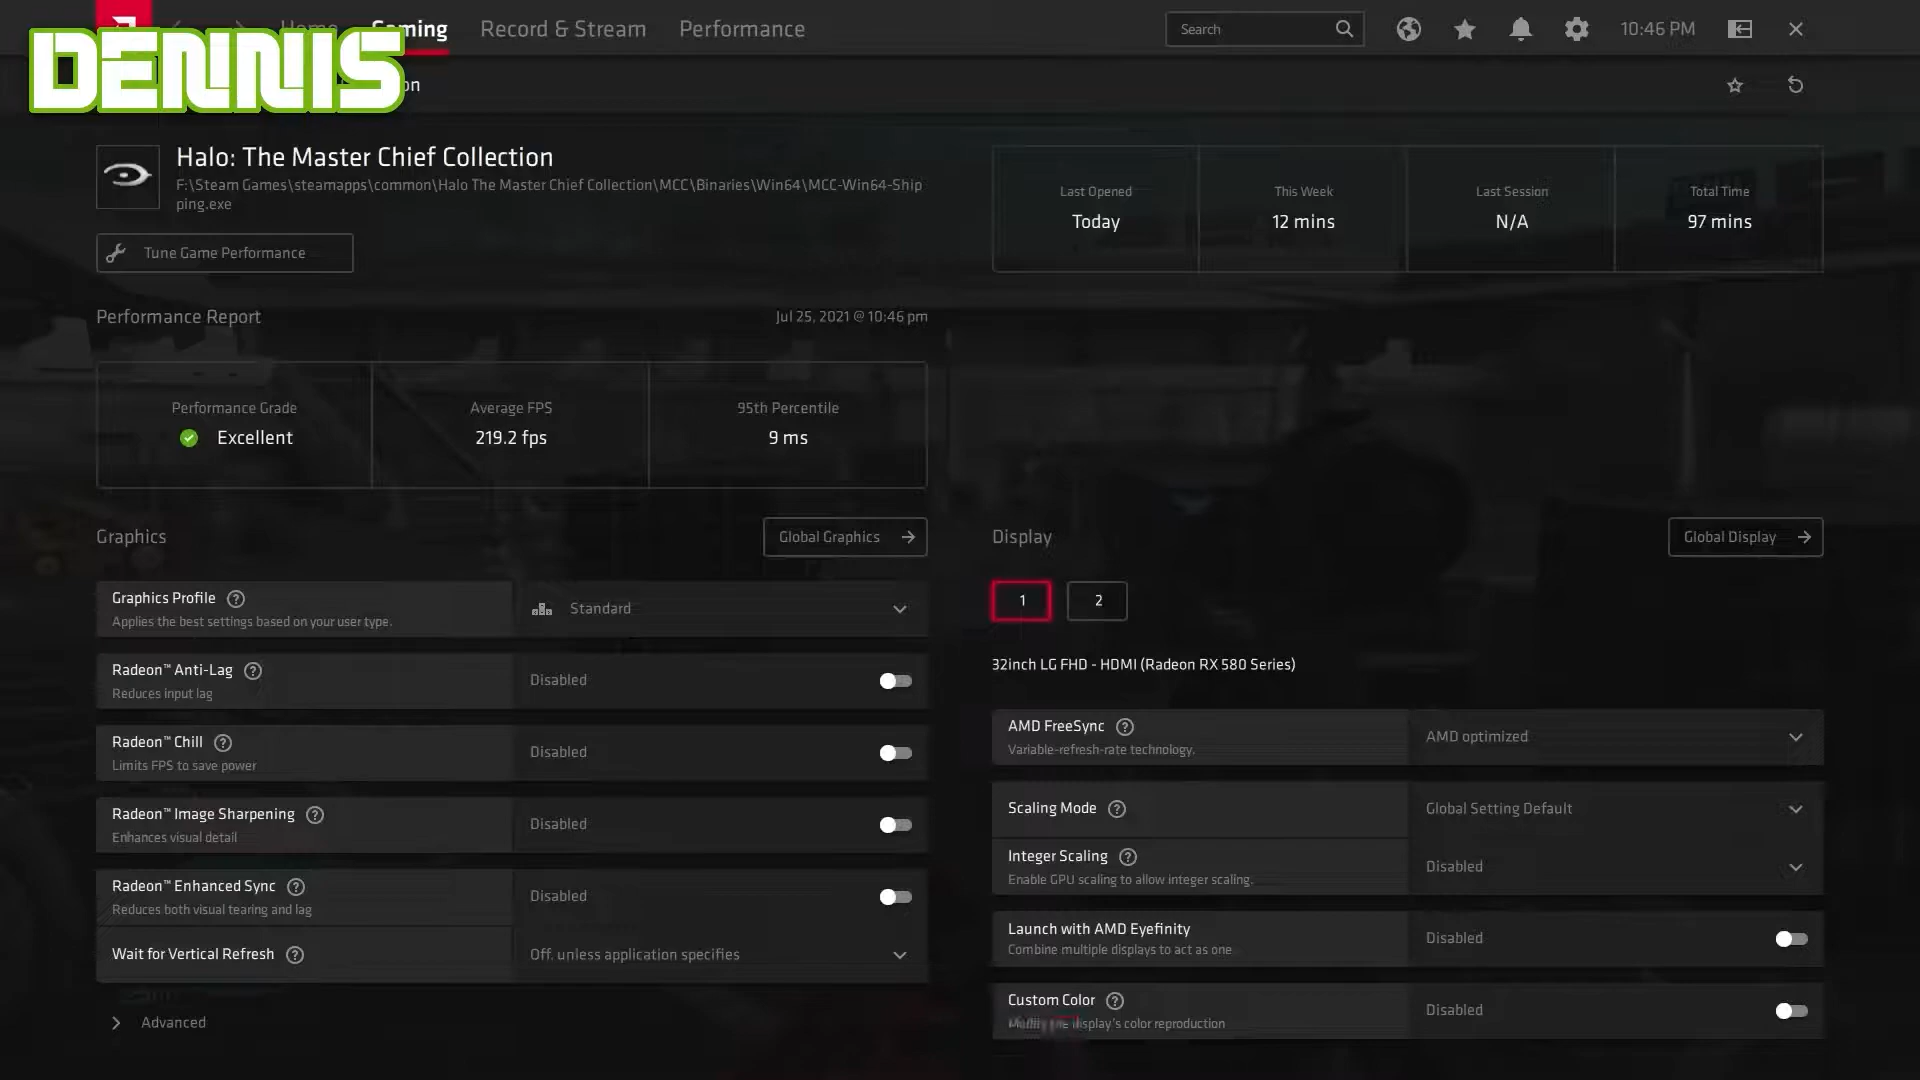 Home
Gaming
Record & Stream
Performance
Search
10:46 PM
DENNIS
Halo: The Master Chief Collection
F:\Steam Games\steamapps\common\Halo The Master Chief Collection\MCC\Binaries\Win64\MCC-Win64-Ship
ping.exe
Tune Game Performance
Last Opened
Today
This Week
12 mins
Last Session
N/A
Total Time
97 mins
Performance Report
Jul 25, 2021 @ 10:46 pm
Performance Grade
Excellent
Average FPS
219.2 fps
95th Percentile
9 ms
Graphics
Global Graphics
Graphics Profile
Applies the best settings based on your user type.
Standard
Radeon™ Anti-Lag
Reduces input lag
Disabled
Radeon™ Chill
Limits FPS to save power
Disabled
Radeon™ Image Sharpening
Enhances visual detail
Disabled
Radeon™ Enhanced Sync
Reduces both visual tearing and lag
Disabled
Wait for Vertical Refresh
Off, unless application specifies
Advanced
Display
Global Display
1
2
32inch LG FHD - HDMI (Radeon RX 580 Series)
AMD FreeSync
Variable-refresh-rate technology.
AMD optimized
Scaling Mode
Global Setting Default
Integer Scaling
Enable GPU scaling to allow integer scaling.
Disabled
Launch with AMD Eyefinity
Combine multiple displays to act as one
Disabled
Custom Color
display's color reproduction
Disabled